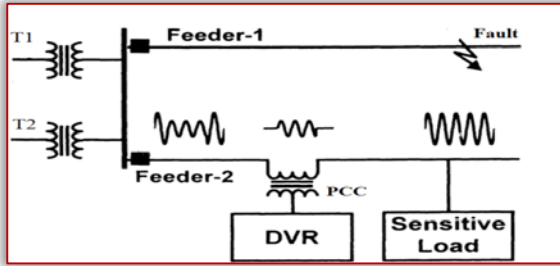 T1
Feeder-1
Fault
T2
Feeder-2
PCC
DVR
Sensitive
Load